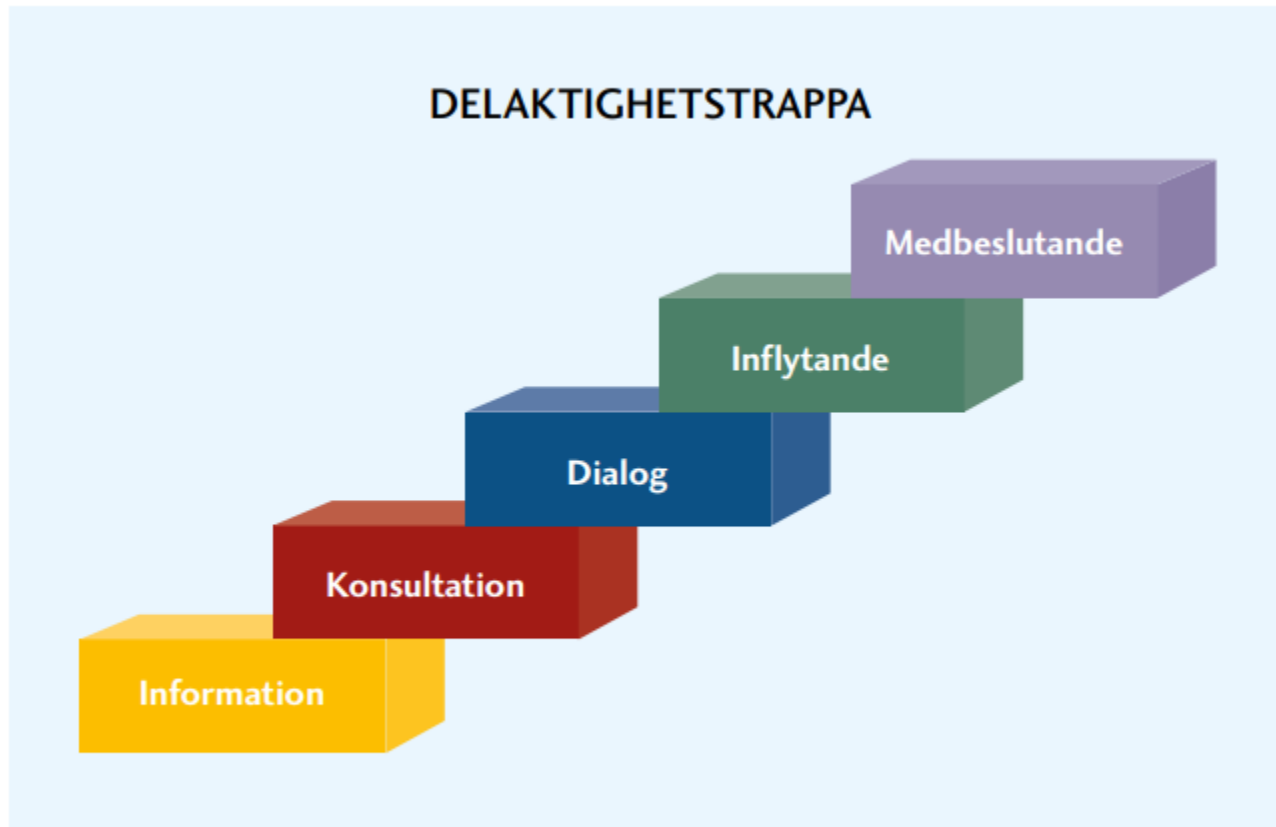 DELAKTIGHETSTRAPPA
Medbeslutande
Inflytande
Dialog
Konsultation
Information